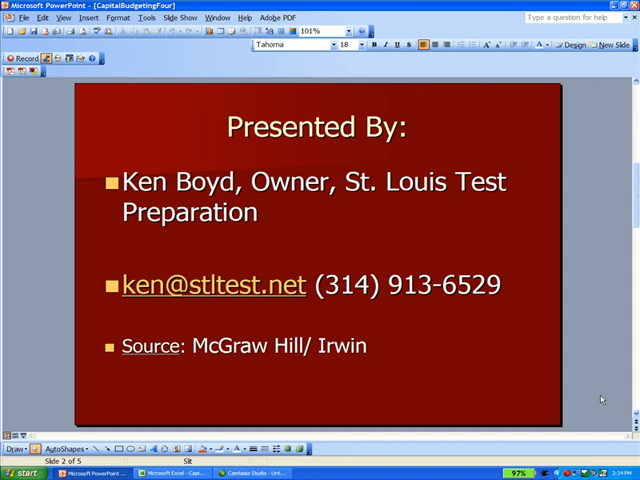 Microsoft PowerPoint - [CapitalBudgetingFour]
File Edit View Insert Format Tools Slide Show Window Help Adobe PDF
Type a question for help
101%
Tahoma 18 B I U S Design New Slide
Record
Presented By:
Ken Boyd, Owner, St. Louis Test
Preparation
ken@stltest.net (314) 913-6529
Source: McGraw Hill/ Irwin
Draw AutoShapes
Slide 2 of 5 Slit
start Microsoft PowerPoint ... Microsoft Excel - Capi... Camtasia Studio - Unt... 97% 2:24 PM